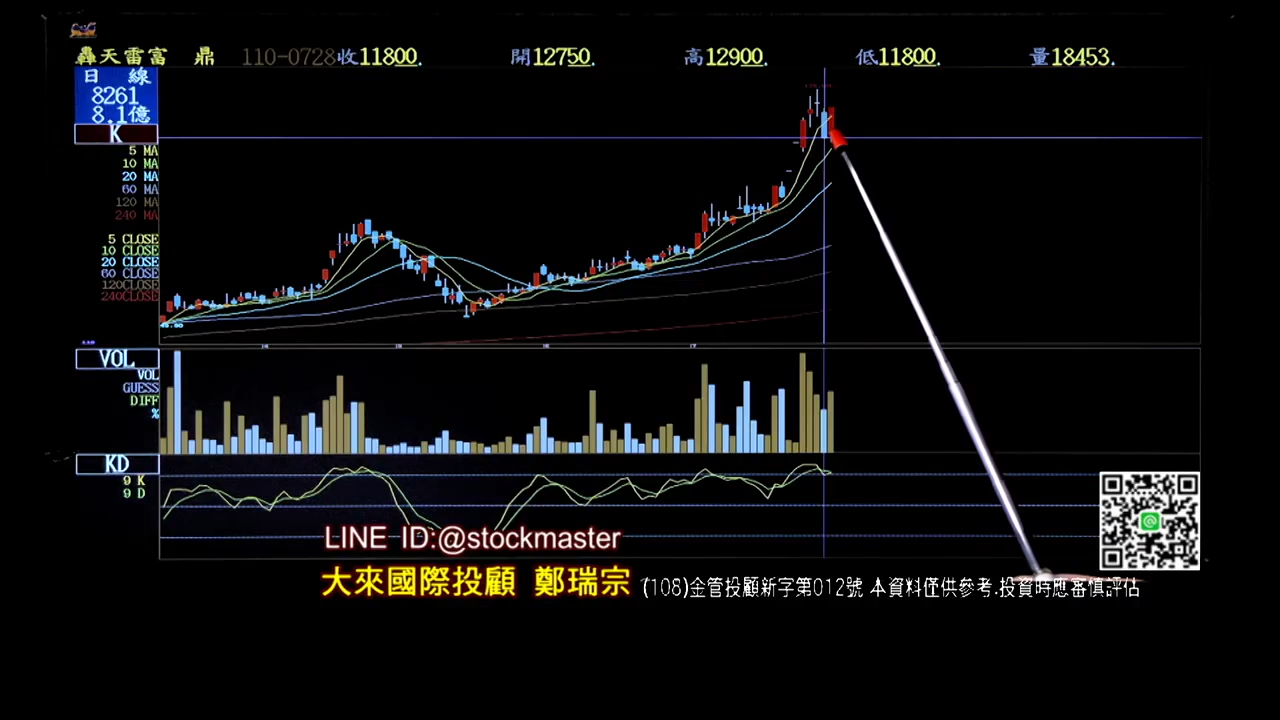 轟天雷富 鼎 110-0728收11800. 開12750. 高12900. 低11800. 量18453.
日 線
8261
8.1億
K
5 MA
10 MA
20 MA
60 MA
120 MA
240 MA
5 CLOSE
10 CLOSE
20 CLOSE
60 CLOSE
120CLOSE
240CLOSE
VOL
VOL
GUESS
DIFF
%
KD
9 K
9 D
LINE ID:@stockmaster
大來國際投顧 鄭瑞宗 (108)金管投顧新字第012號 本資料僅供參考.投資時應審慎評估